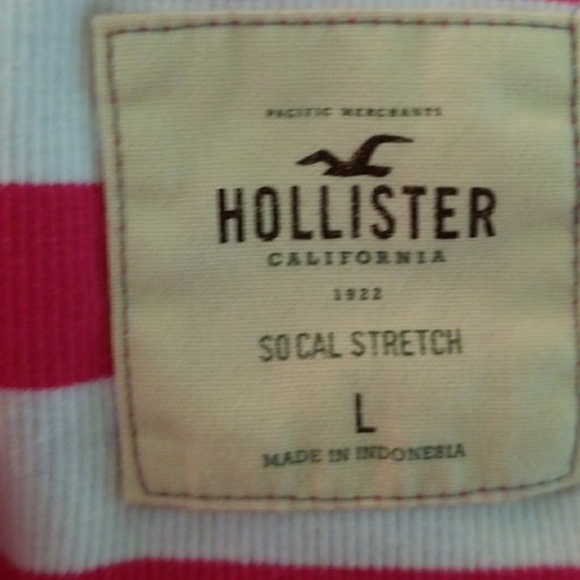 PACIFIC MERCHANTS
HOLLISTER
CALIFORNIA
1922
SO CAL STRETCH
L
MADE IN INDONESIA